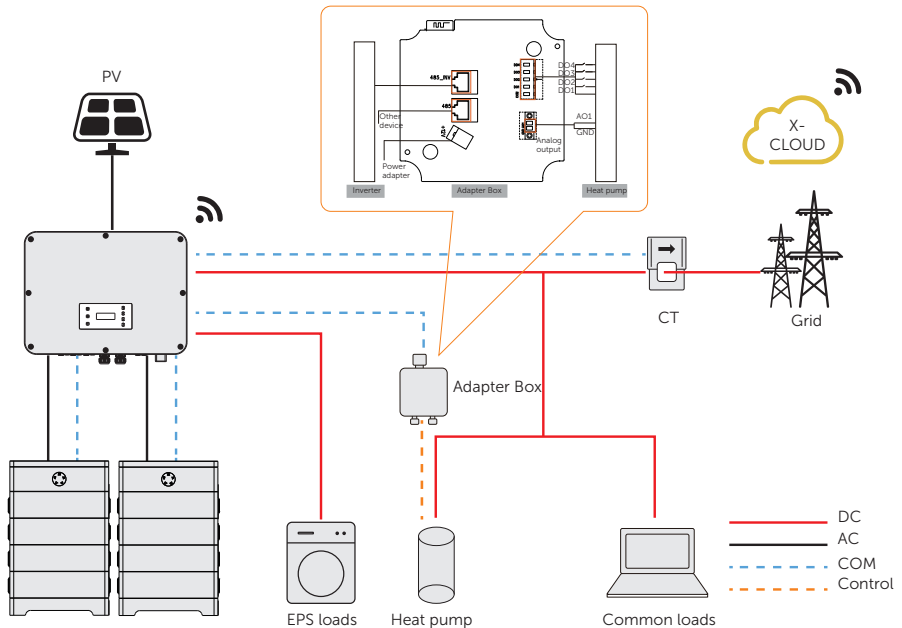 PV
485_INV
485
Other
device
+12V
Power
adapter
DO4
DO3
DO2
DO1
AO1
GND
Analog
output
Inverter
Adapter Box
Heat pump
X-
CLOUD
CT
Grid
Adapter Box
EPS loads
Heat pump
Common loads
DC
AC
COM
Control